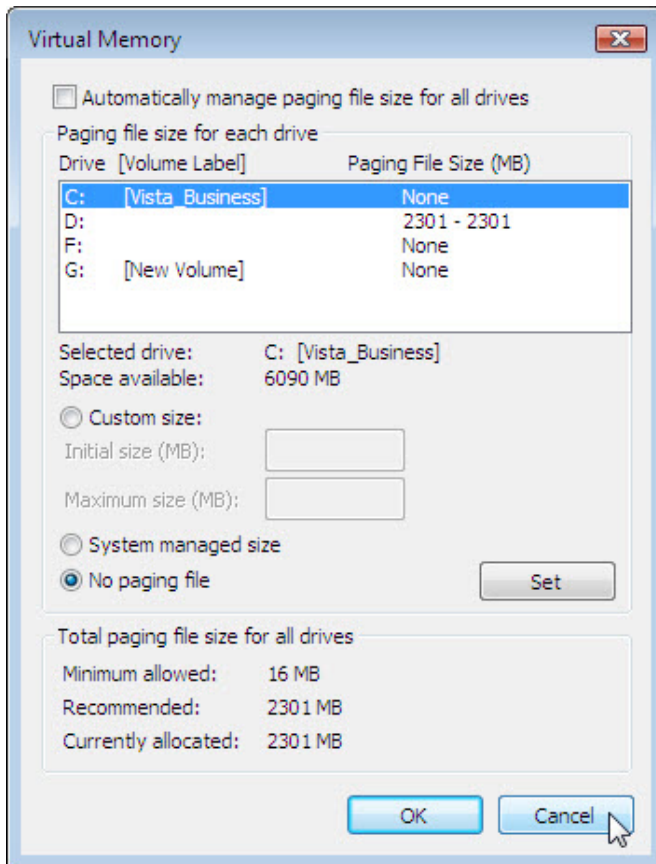 Virtual Memory
Automatically manage paging file size for all drives
Paging file size for each drive
Drive [Volume Label] Paging File Size (MB)
C: [Vista_Business] None
D: 2301 - 2301
F: None
G: [New Volume] None
Selected drive: C: [Vista_Business]
Space available: 6090 MB
Custom size:
Initial size (MB):
Maximum size (MB):
System managed size
No paging file Set
Total paging file size for all drives
Minimum allowed: 16 MB
Recommended: 2301 MB
Currently allocated: 2301 MB
OK Cancel